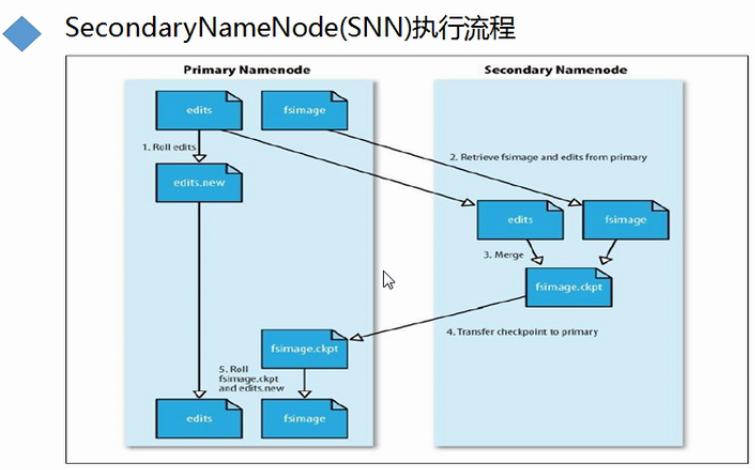 SecondaryNameNode(SNN)执行流程
Primary Namenode
Secondary Namenode
edits
fsimage
1. Roll edits
2. Retrieve fsimage and edits from primary
edits.new
edits
fsimage
3. Merge
fsimage.ckpt
4. Transfer checkpoint to primary
fsimage.ckpt
5. Roll
fsimage.ckpt
and edits.new
edits
fsimage